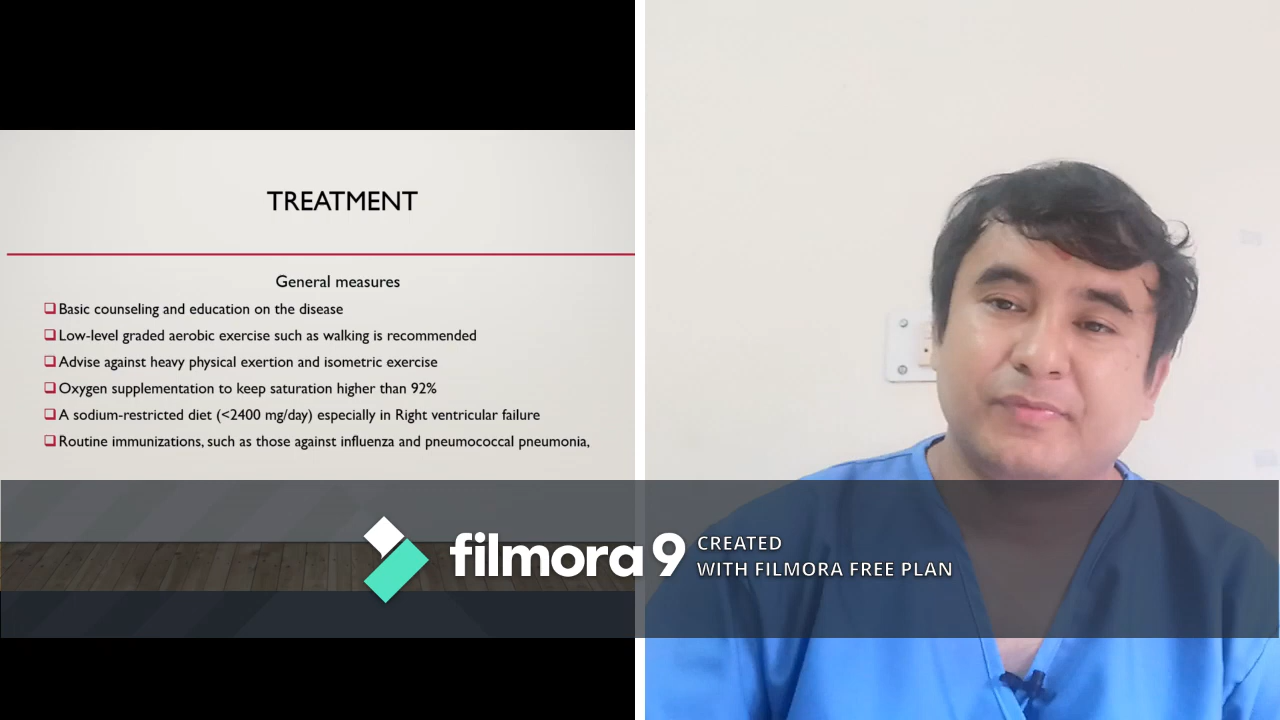 TREATMENT
General measures
Basic counseling and education on the disease
Low-level graded aerobic exercise such as walking is recommended
Advise against heavy physical exertion and isometric exercise
Oxygen supplementation to keep saturation higher than 92%
A sodium-restricted diet (<2400 mg/day) especially in Right ventricular failure
Routine immunizations, such as those against influenza and pneumococcal pneumonia,
filmora 9
CREATED
WITH FILMORA FREE PLAN